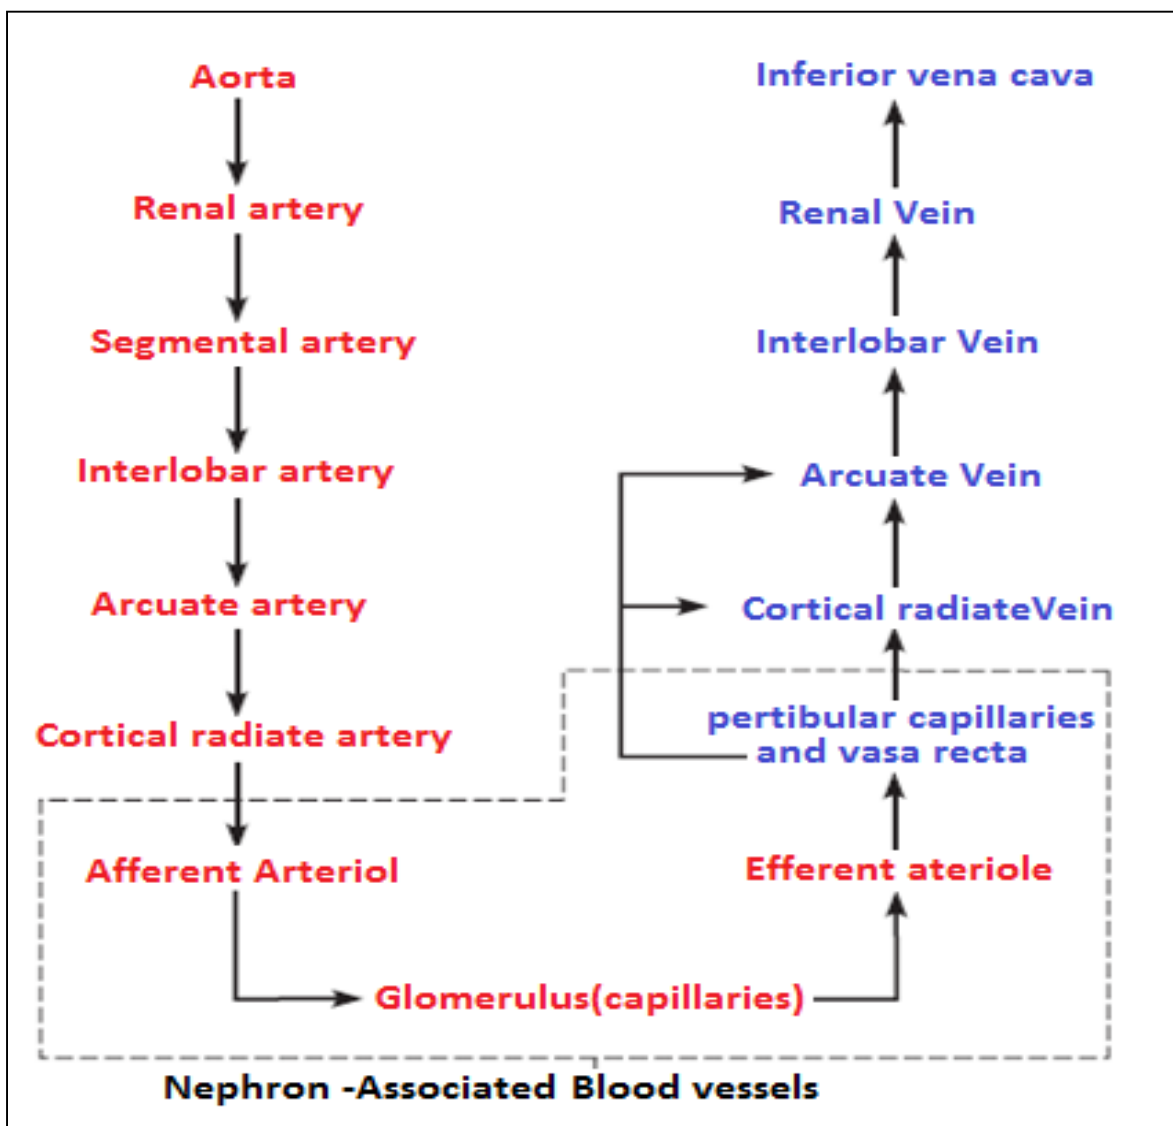 Aorta
Renal artery
Segmental artery
Interlobar artery
Arcuate artery
Cortical radiate artery
Afferent Arteriol
Glomerulus(capillaries)
Efferent ateriole
pertibular capillaries
and vasa recta
Cortical radiateVein
Arcuate Vein
Interlobar Vein
Renal Vein
Inferior vena cava
Nephron -Associated Blood vessels